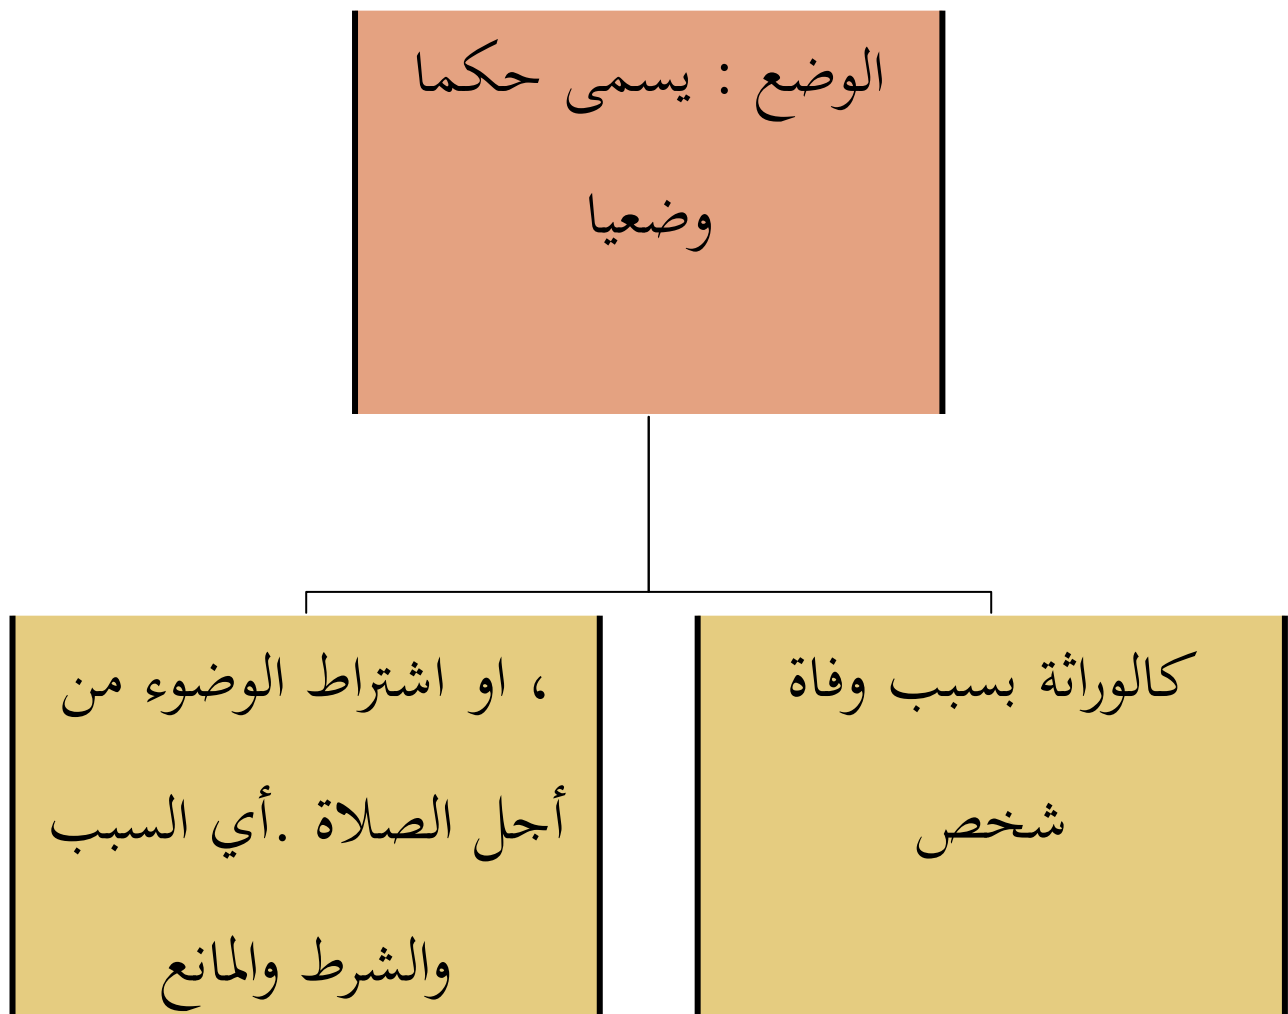 الوضع : يسمى حكما
وضعيا
كالوراثة بسبب وفاة
شخص
، او اشتراط الوضوء من
أجل الصلاة .أي السبب
والشرط والمانع